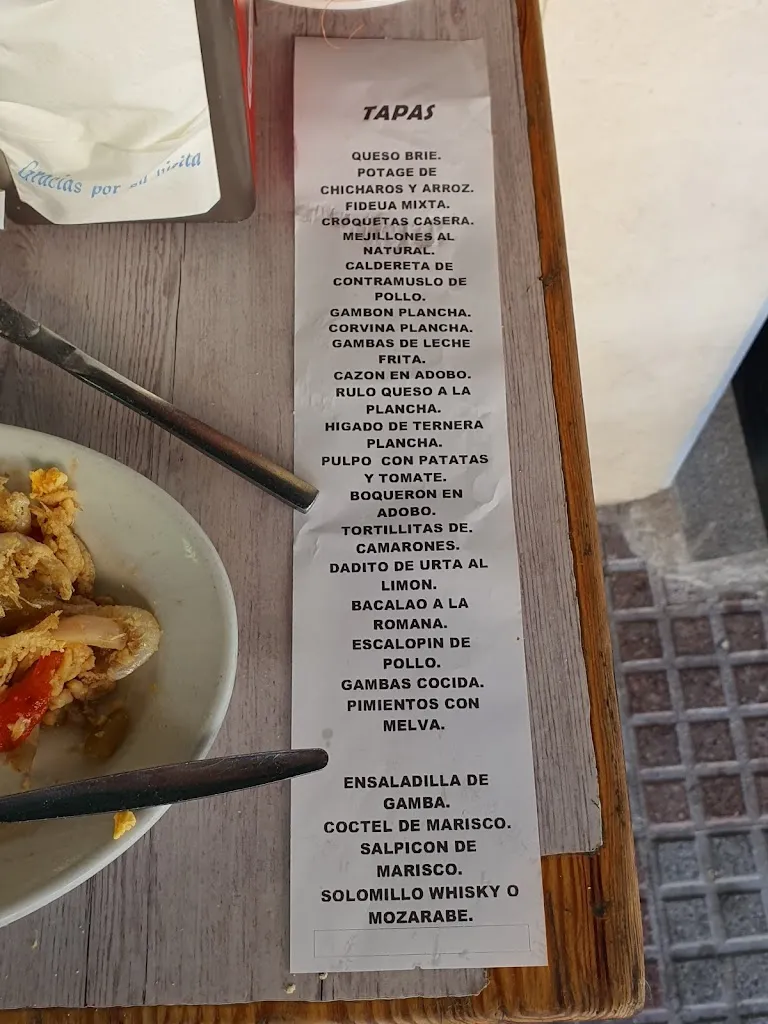 Gracias por su visita
TAPAS
QUESO BRIE.
POTAGE DE
CHICHAROS Y ARROZ.
FIDEUA MIXTA.
CROQUETAS CASERA.
MEJILLONES AL
NATURAL.
CALDERETA DE
CONTRAMUSLO DE
POLLO.
GAMBON PLANCHA.
CORVINA PLANCHA.
GAMBAS DE LECHE
FRITA.
CAZON EN ADOBO.
RULO QUESO A LA
PLANCHA.
HIGADO DE TERNERA
PLANCHA.
PULPO CON PATATAS
Y TOMATE.
BOQUERON EN
ADOBO.
TORTILLITAS DE.
CAMARONES.
DADITO DE URTA AL
LIMON.
BACALAO A LA
ROMANA.
ESCALOPIN DE
POLLO.
GAMBAS COCIDA.
PIMIENTOS CON
MELVA.
ENSALADILLA DE
GAMBA.
COCTEL DE MARISCO.
SALPICON DE
MARISCO.
SOLOMILLO WHISKY O
MOZARABE.